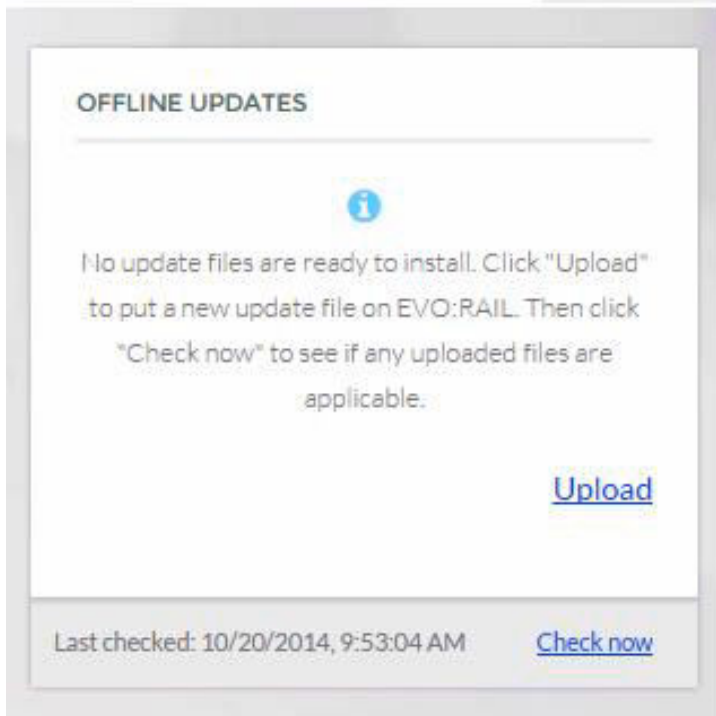 OFFLINE UPDATES
No update files are ready to install. Click "Upload"
to put a new update file on EVO:RAIL. Then click
"Check now" to see if any uploaded files are
applicable.
Upload
Last checked: 10/20/2014, 9:53:04 AM Check now